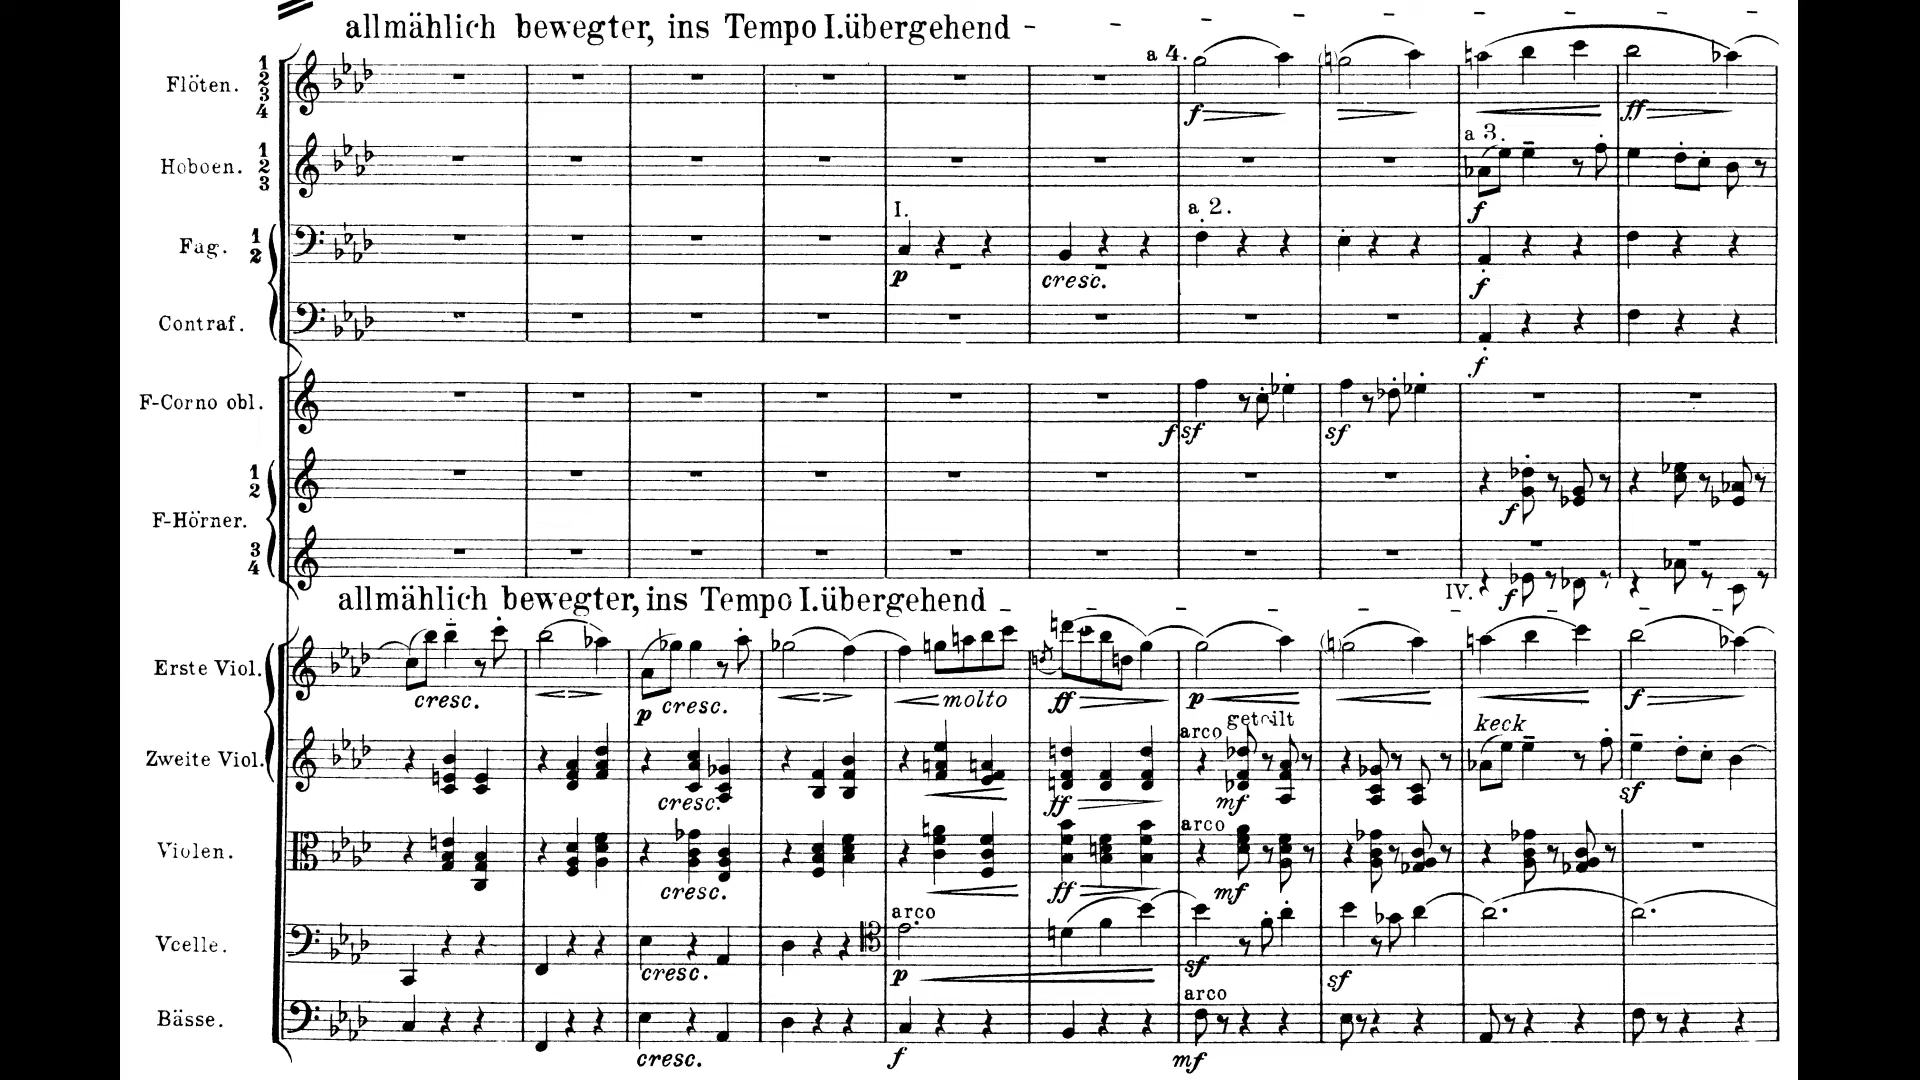 allmählich bewegter, ins Tempo I. übergehend - - - - - - - - -
a 4.
Flöten. 1 2 3 4
f ff
a 3.
Hoboen. 1 2 3
f
I. a 2.
Fag. 1 2
p cresc. f
Contraf.
f
F-Corno obl.
f sf sf
1 2
f
F-Hörner.
3 4
IV. f
allmählich bewegter, ins Tempo I. übergehend - - - - - - - - -
Erste Viol.
cresc. p cresc. molto ff p f
arco geteilt keck
Zweite Viol.
cresc. ff mf sf
arco
Violen.
cresc. ff mf
arco
Vcelle.
cresc. p sf sf
arco
Bässe.
cresc. f mf